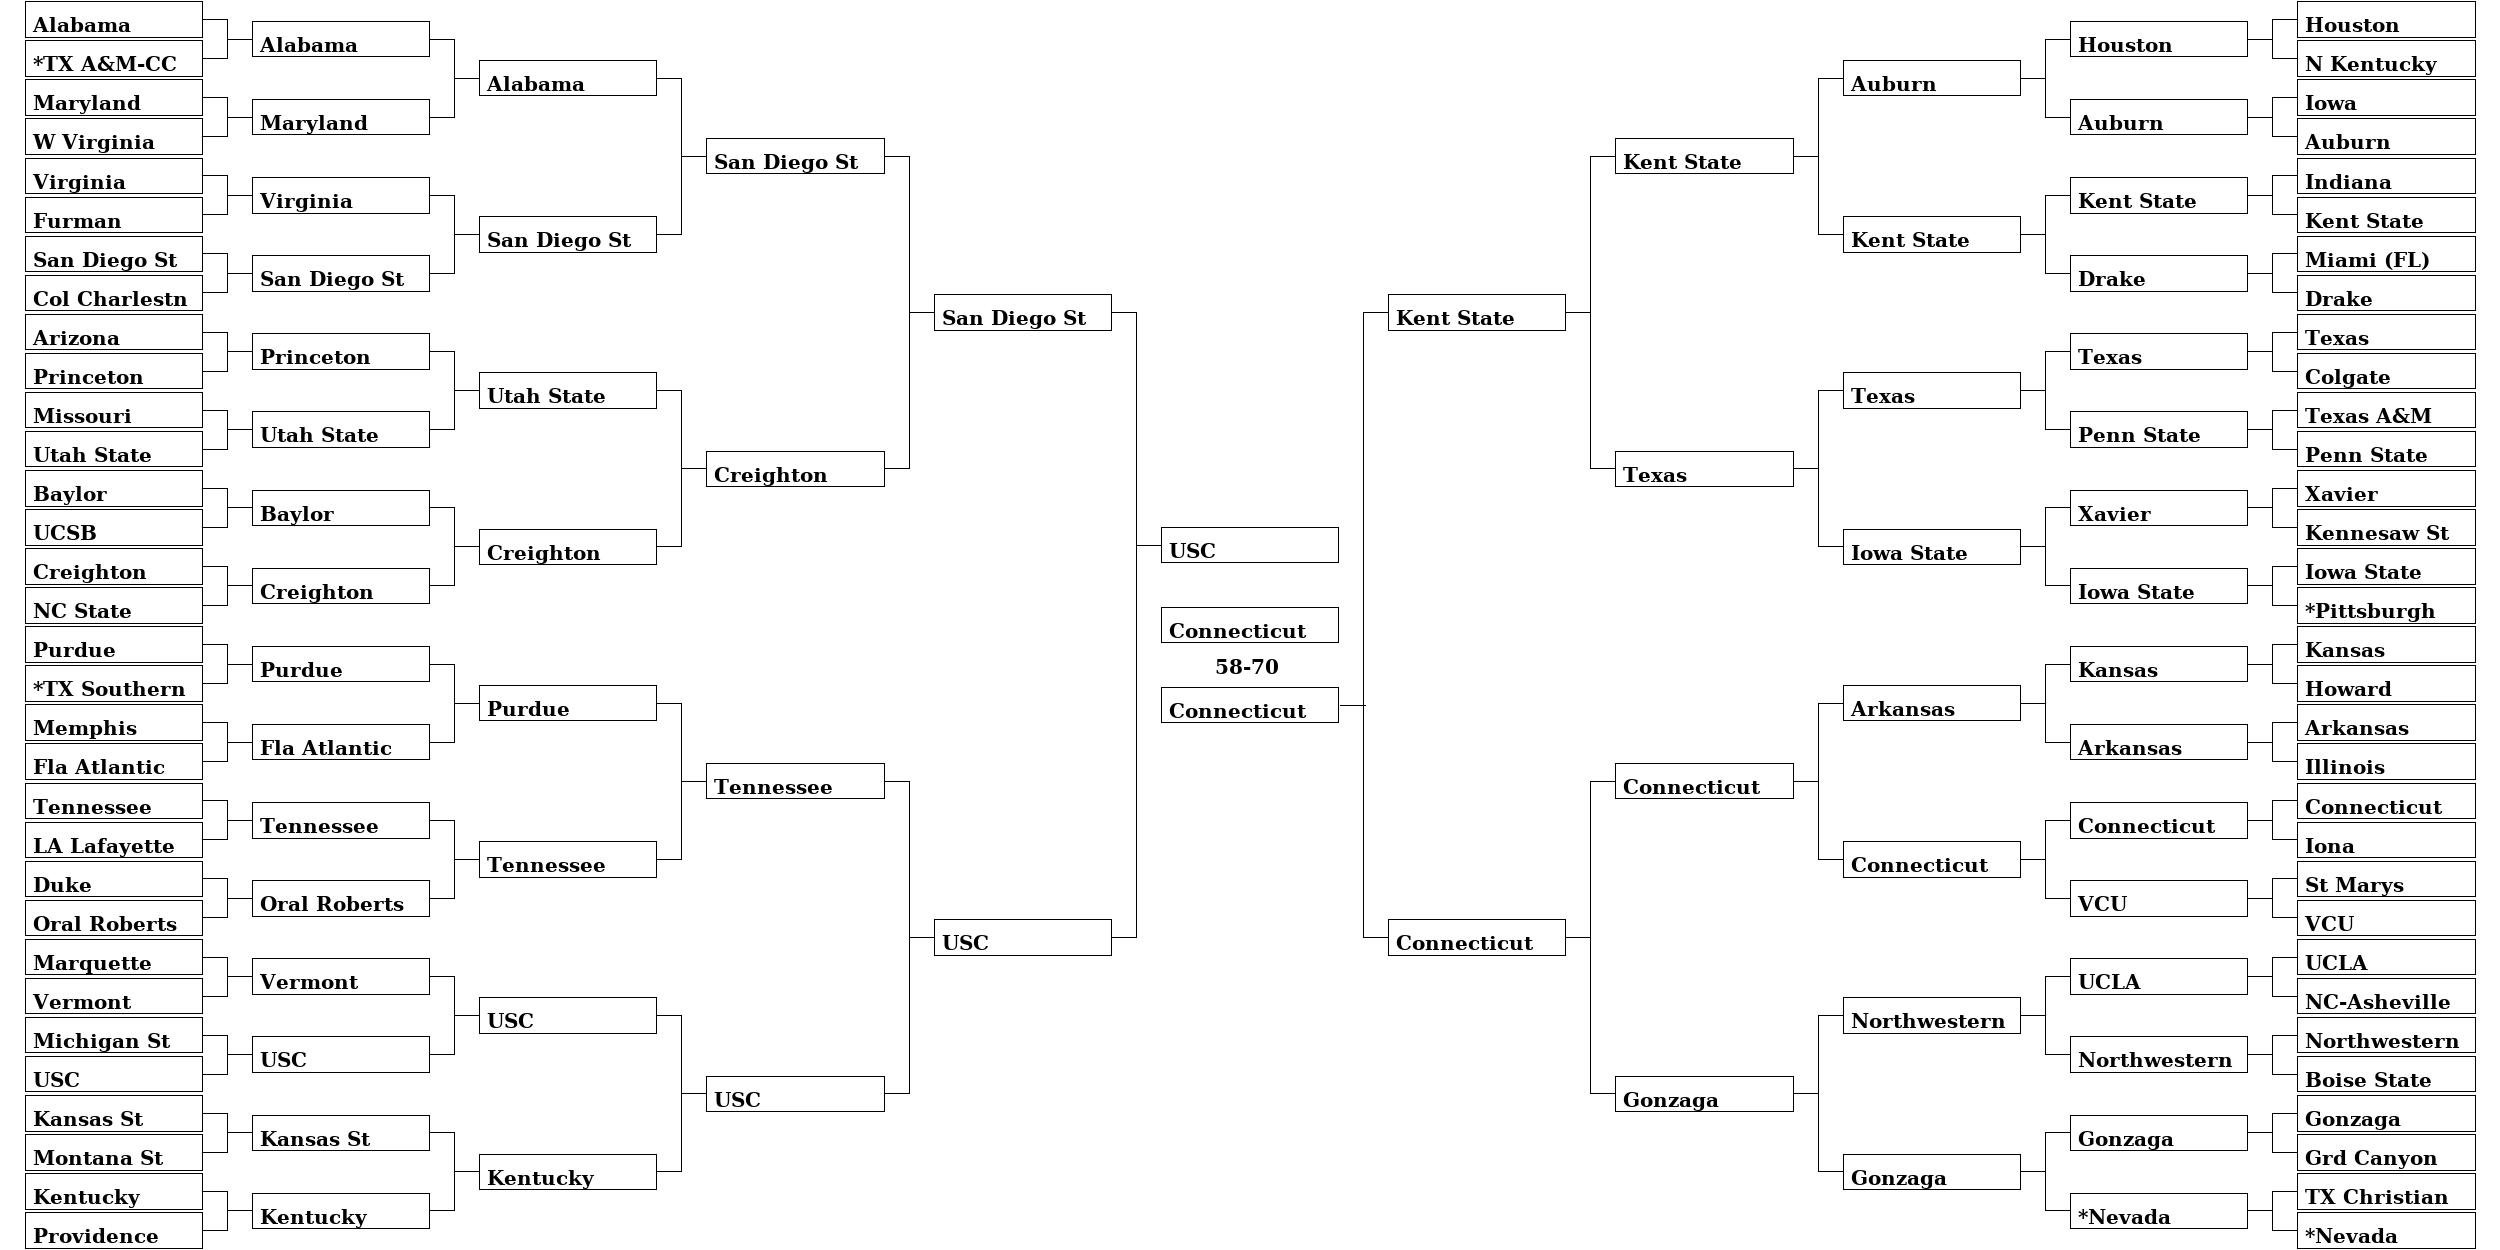 Alabama
*TX A&M-CC
Maryland
W Virginia
Virginia
Furman
San Diego St
Col Charlestn
Arizona
Princeton
Missouri
Utah State
Baylor
UCSB
Creighton
NC State
Purdue
*TX Southern
Memphis
Fla Atlantic
Tennessee
LA Lafayette
Duke
Oral Roberts
Marquette
Vermont
Michigan St
USC
Kansas St
Montana St
Kentucky
Providence
Alabama
Maryland
Virginia
San Diego St
Princeton
Utah State
Baylor
Creighton
Purdue
Fla Atlantic
Tennessee
Oral Roberts
Vermont
USC
Kansas St
Kentucky
Alabama
San Diego St
Utah State
Creighton
Purdue
Tennessee
USC
Kentucky
San Diego St
Creighton
Tennessee
USC
San Diego St
USC
USC
Connecticut
58-70
Connecticut
Kent State
Connecticut
Kent State
Texas
Connecticut
Gonzaga
Auburn
Kent State
Texas
Iowa State
Arkansas
Connecticut
Northwestern
Gonzaga
Houston
Auburn
Kent State
Drake
Texas
Penn State
Xavier
Iowa State
Kansas
Arkansas
Connecticut
VCU
UCLA
Northwestern
Gonzaga
*Nevada
Houston
N Kentucky
Iowa
Auburn
Indiana
Kent State
Miami (FL)
Drake
Texas
Colgate
Texas A&M
Penn State
Xavier
Kennesaw St
Iowa State
*Pittsburgh
Kansas
Howard
Arkansas
Illinois
Connecticut
Iona
St Marys
VCU
UCLA
NC-Asheville
Northwestern
Boise State
Gonzaga
Grd Canyon
TX Christian
*Nevada